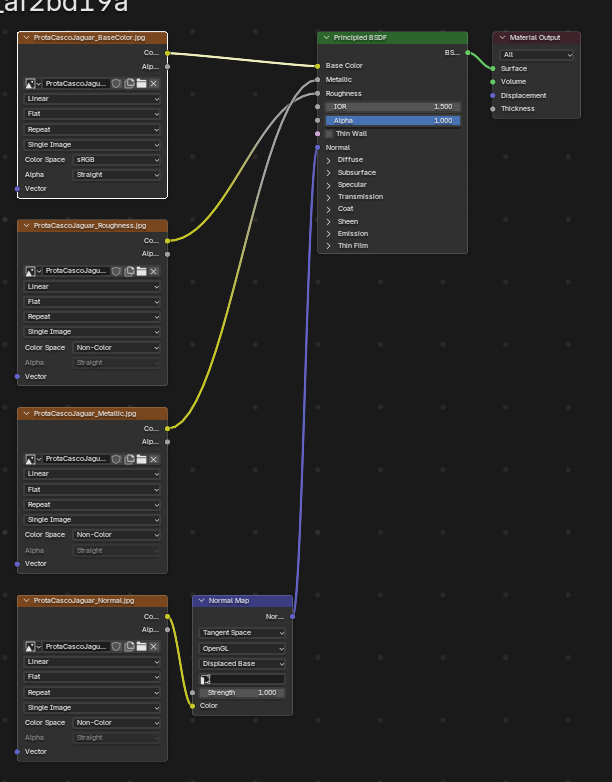 _af2bd19a
ProtaCascoJaguar_BaseColor.jpg
Co...
Alp...
ProtaCascoJagu...
Linear
Flat
Repeat
Single Image
Color Space
sRGB
Alpha
Straight
Vector
ProtaCascoJaguar_Roughness.jpg
Co...
Alp...
ProtaCascoJagu...
Linear
Flat
Repeat
Single Image
Color Space
Non-Color
Alpha
Straight
Vector
ProtaCascoJaguar_Metallic.jpg
Co...
Alp...
ProtaCascoJagu...
Linear
Flat
Repeat
Single Image
Color Space
Non-Color
Alpha
Straight
Vector
ProtaCascoJaguar_Normal.jpg
Co...
Alp...
ProtaCascoJagu...
Linear
Flat
Repeat
Single Image
Color Space
Non-Color
Alpha
Straight
Vector
Normal Map
Nor...
Tangent Space
OpenGL
Displaced Base
Strength
1.000
Color
Principled BSDF
BS...
Base Color
Metallic
Roughness
IOR
1.500
Alpha
1.000
Thin Wall
Normal
Diffuse
Subsurface
Specular
Transmission
Coat
Sheen
Emission
Thin Film
Material Output
All
Surface
Volume
Displacement
Thickness